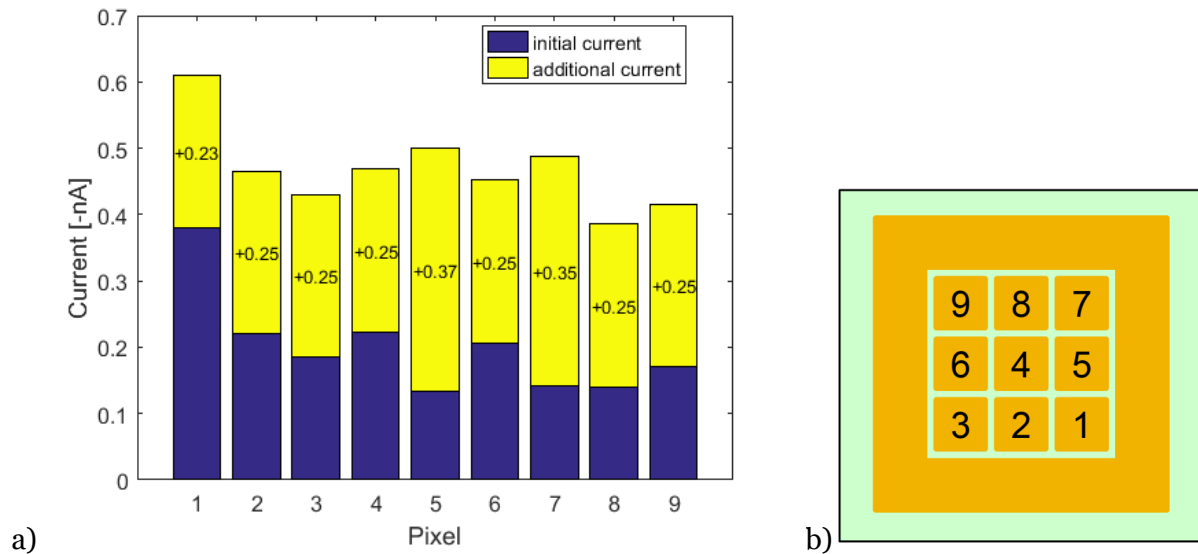 0.7
0.6
0.5
0.4
0.3
0.2
0.1
0
Current [-nA]
initial current
additional current
+0.23
+0.25
+0.25
+0.25
+0.37
+0.25
+0.35
+0.25
+0.25
1 2 3 4 5 6 7 8 9
Pixel
a)
9 8 7
6 4 5
3 2 1
b)